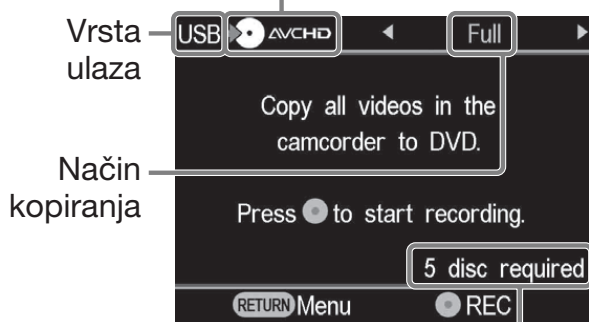 Vrsta
ulaza
USB AVCHD Full
Copy all videos in the
camcorder to DVD.
Način
kopiranja
Press to start recording.
5 disc required
RETURN Menu REC